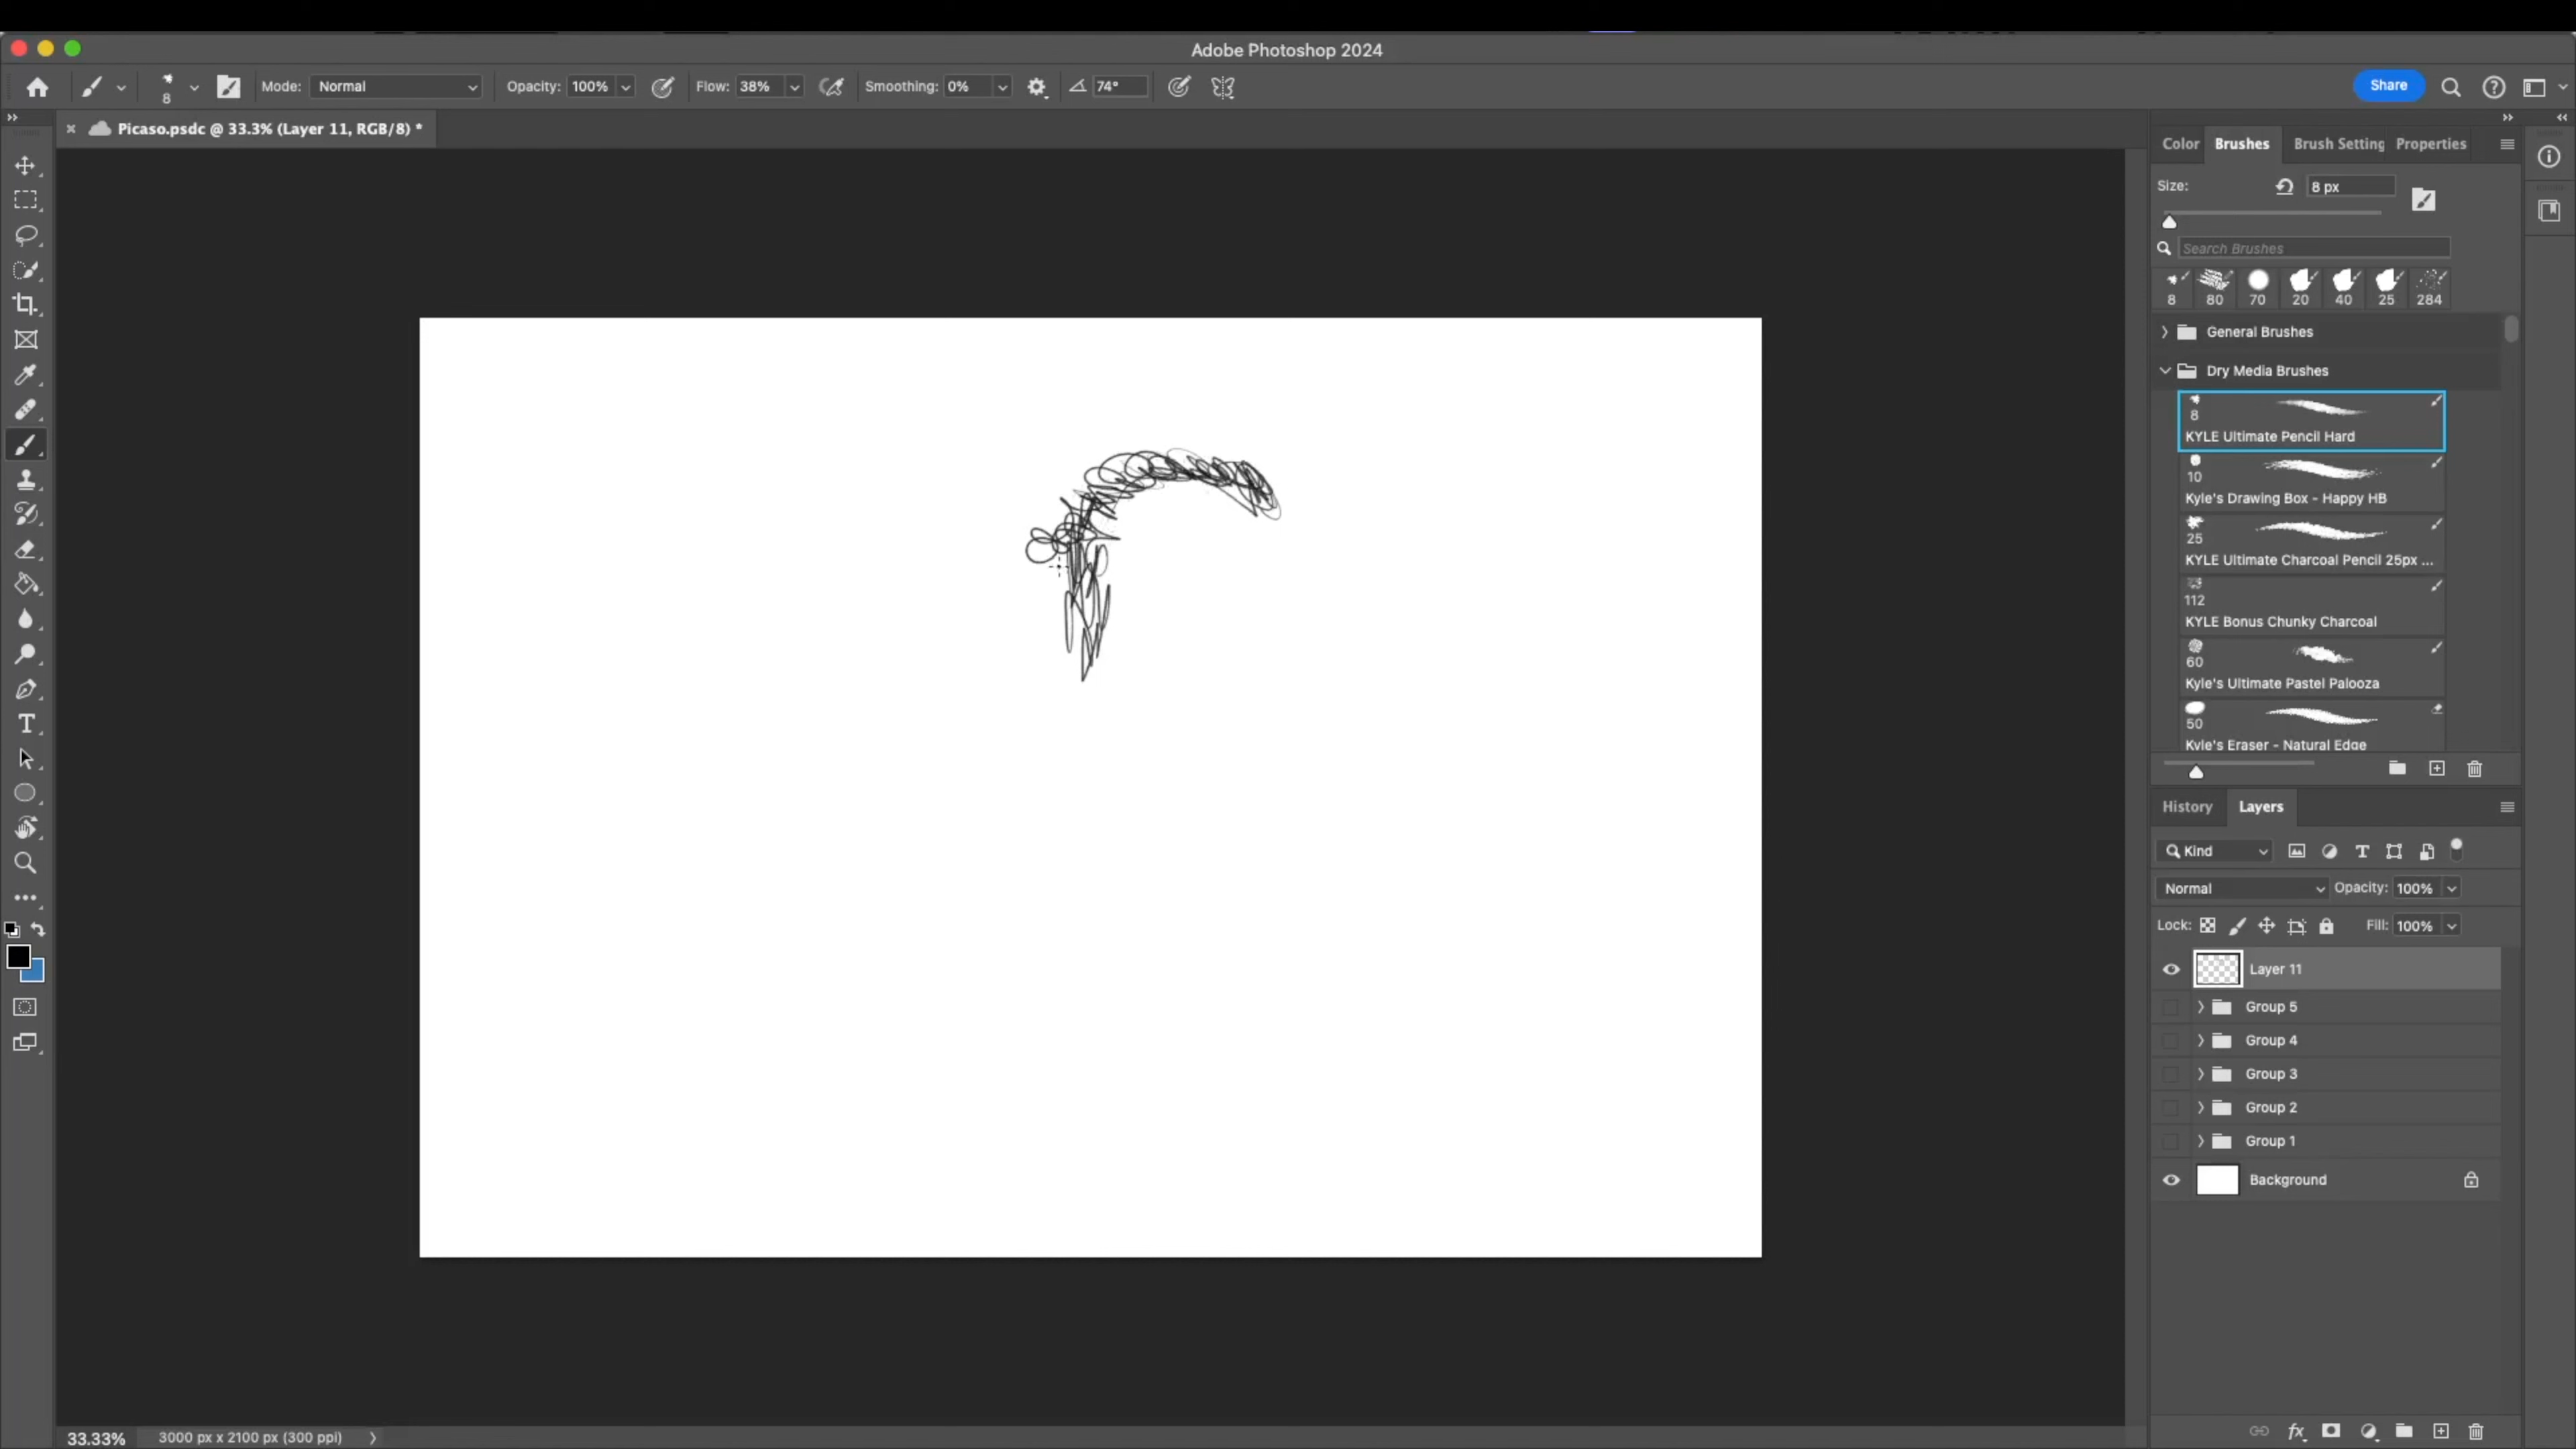 Adobe Photoshop 2024
8 Mode: Normal Opacity: 100% Flow: 38% Smoothing: 0% 74° Share
Picaso.psdc @ 33.3% (Layer 11, RGB/8) *
Color Brushes Brush Setting Properties
Size: 8 px
Search Brushes
8 80 70 20 40 25 284
General Brushes
Dry Media Brushes
8
KYLE Ultimate Pencil Hard
10
Kyle's Drawing Box - Happy HB
25
KYLE Ultimate Charcoal Pencil 25px ...
112
KYLE Bonus Chunky Charcoal
60
Kyle's Ultimate Pastel Palooza
50
Kyle's Eraser - Natural Edge
History Layers
Kind
Normal Opacity: 100%
Lock: Fill: 100%
Layer 11
Group 5
Group 4
Group 3
Group 2
Group 1
Background
33.33% 3000 px x 2100 px (300 ppi)